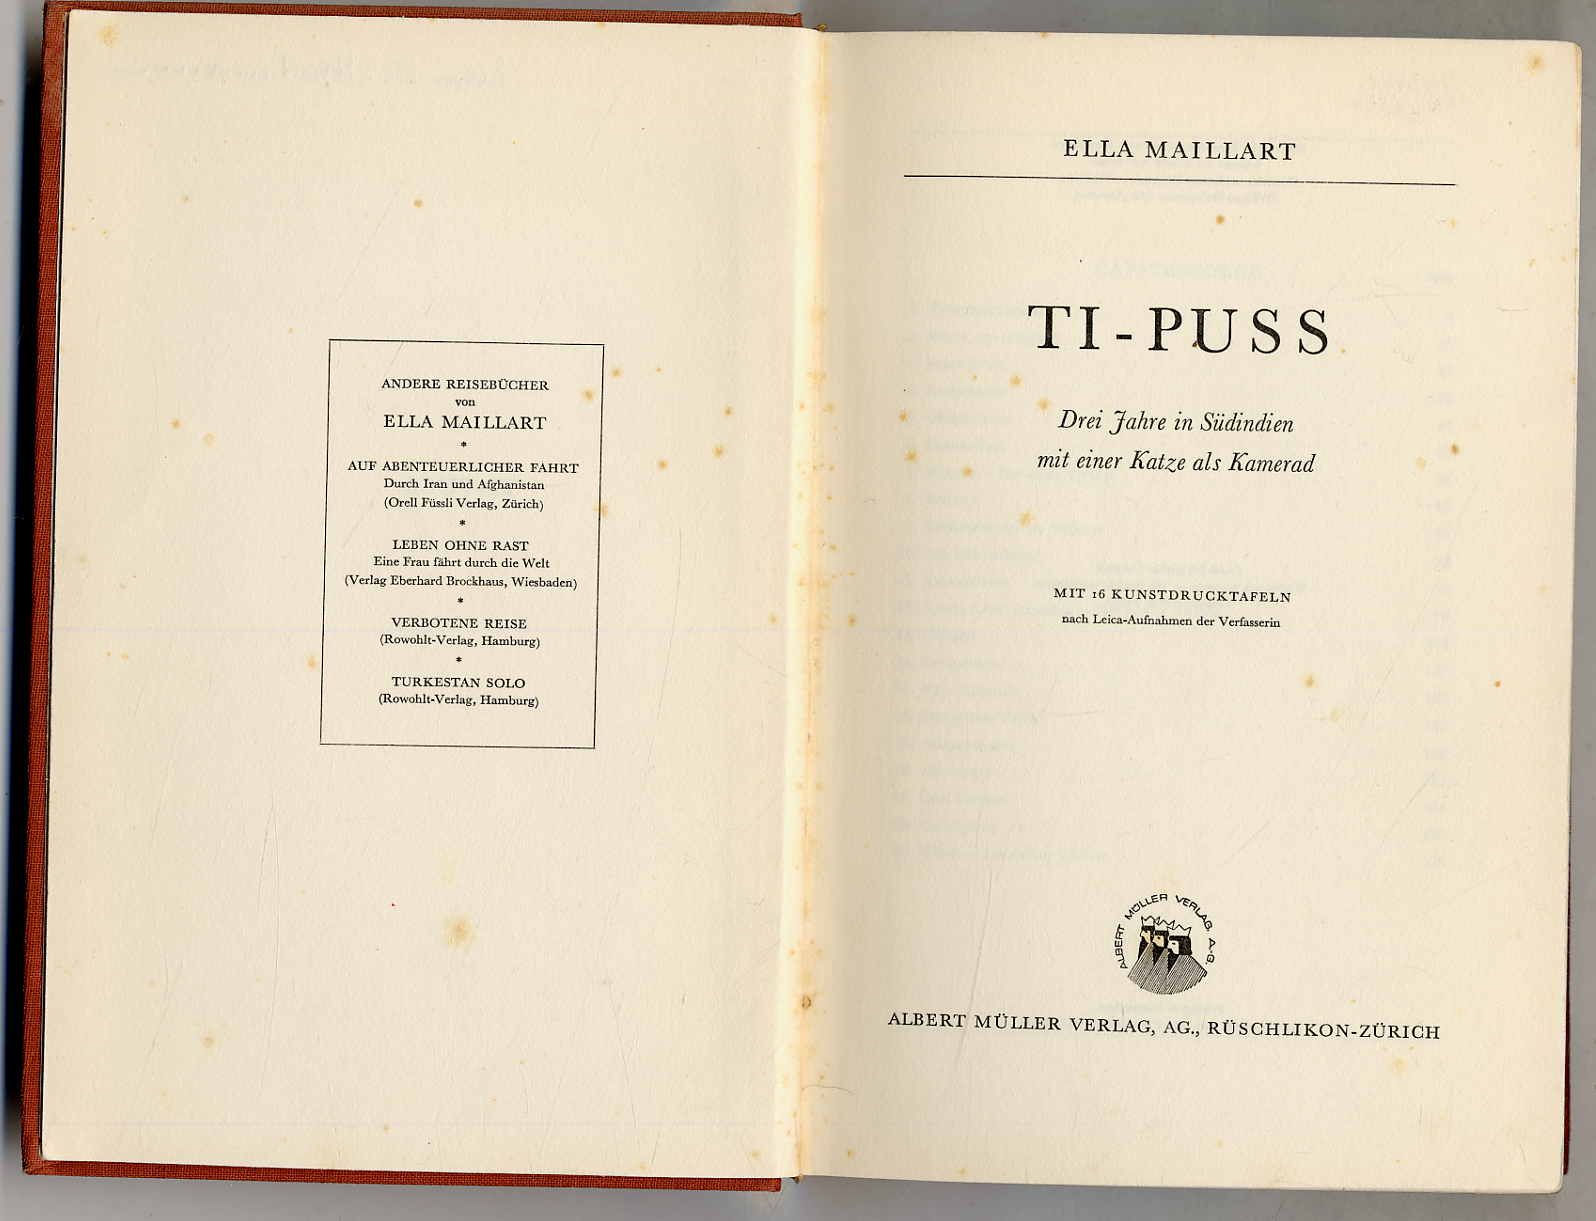 ANDERE REISEBÜCHER
von
ELLA MAILLART
*
AUF ABENTEUERLICHER FAHRT
Durch Iran und Afghanistan
(Orell Füssli Verlag, Zürich)
*
LEBEN OHNE RAST
Eine Frau fährt durch die Welt
(Verlag Eberhard Brockhaus, Wiesbaden)
*
VERBOTENE REISE
(Rowohlt-Verlag, Hamburg)
*
TURKESTAN SOLO
(Rowohlt-Verlag, Hamburg)
ELLA MAILLART
TI-PUSS
Drei Jahre in Südindien
mit einer Katze als Kamerad
MIT 16 KUNSTDRUCKTAFELN
nach Leica-Aufnahmen der Verfasserin
ALBERT MÜLLER VERLAG, A-G.
ALBERT MÜLLER VERLAG, AG., RÜSCHLIKON-ZÜRICH